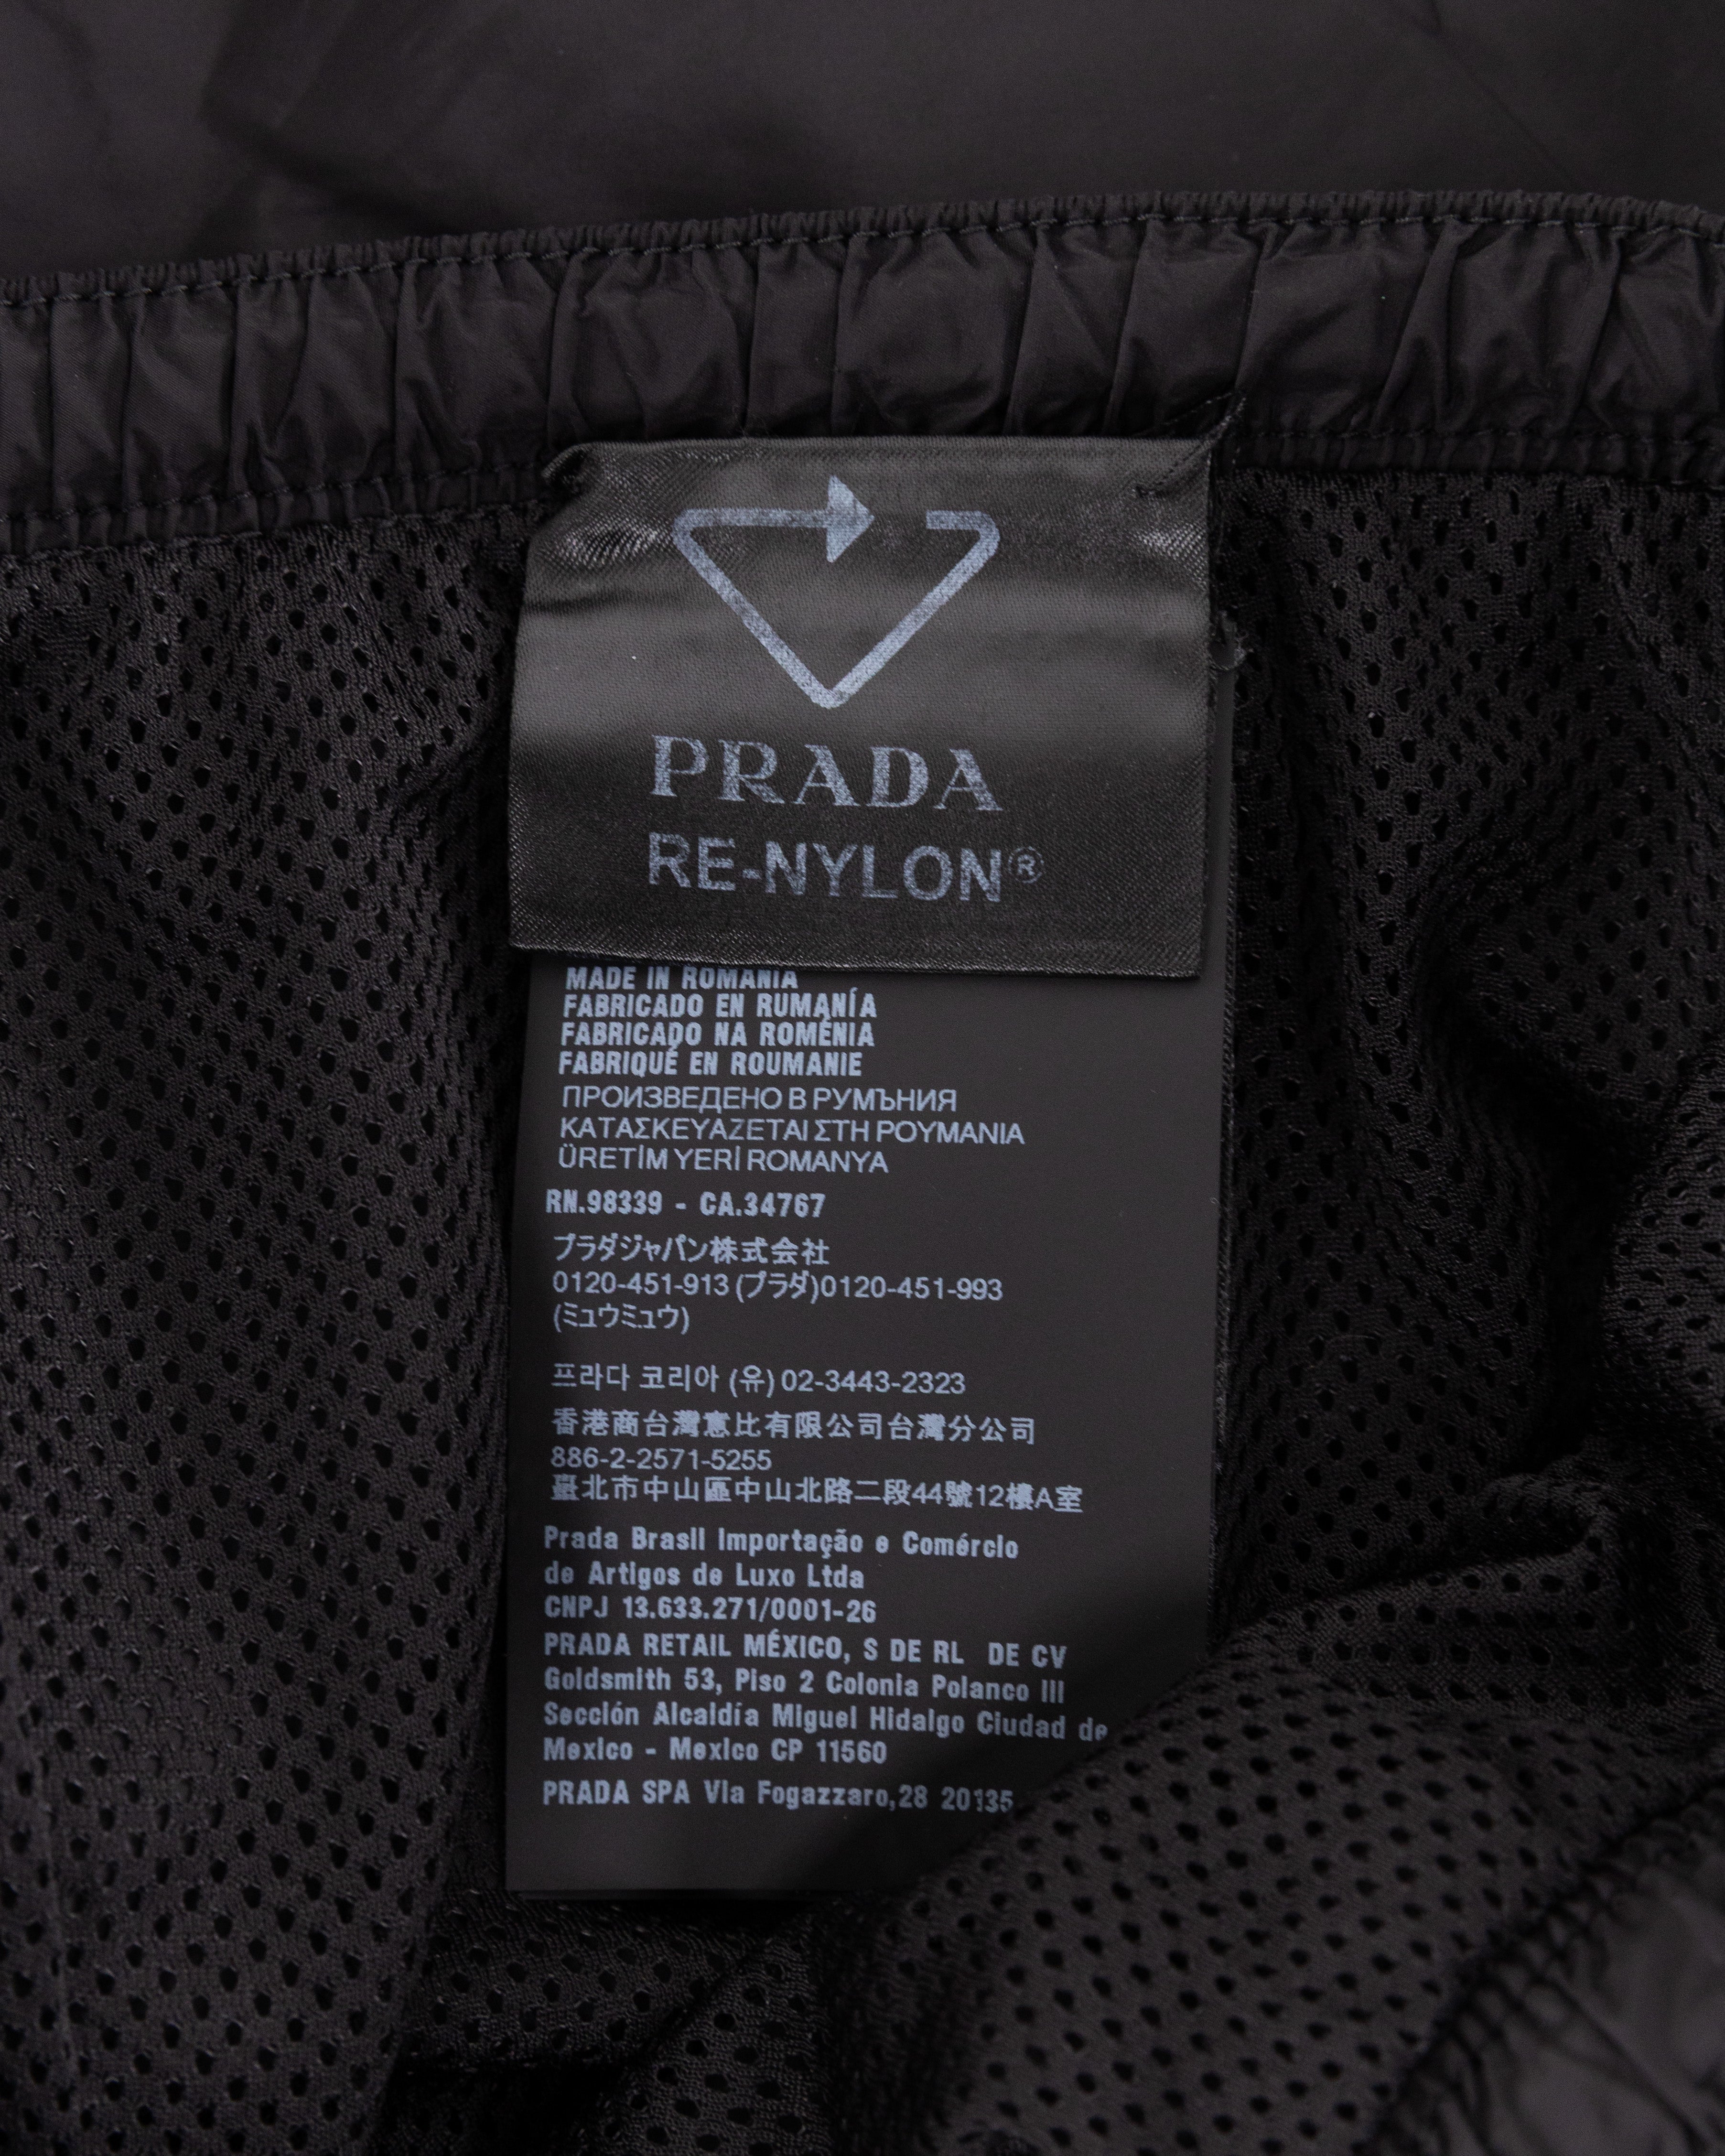 PRADA
RE-NYLON®
MADE IN ROMANIA
FABRICADO EN RUMANÍA
FABRICADO NA ROMÉNIA
FABRIQUÉ EN ROUMANIE
ПРОИЗВЕДЕНО В РУМЪНИЯ
ΚΑΤΑΣΚΕΥΑΖΕΤΑΙ ΣΤΗ ΡΟΥΜΑΝΙΑ
ÜRETİM YERİ ROMANYA
RN.98339 - CA.34767
プラダジャパン株式会社
0120-451-913 (プラダ)0120-451-993
(ミュウミュウ)
프라다 코리아 (유) 02-3443-2323
香港商台灣惠比有限公司台灣分公司
886-2-2571-5255
臺北市中山區中山北路二段44號12樓A室
Prada Brasil Importação e Comércio
de Artigos de Luxo Ltda
CNPJ 13.633.271/0001-26
PRADA RETAIL MÉXICO, S DE RL DE CV
Goldsmith 53, Piso 2 Colonia Polanco III
Sección Alcaldía Miguel Hidalgo Ciudad de
Mexico - Mexico CP 11560
PRADA SPA Via Fogazzaro,28 20135